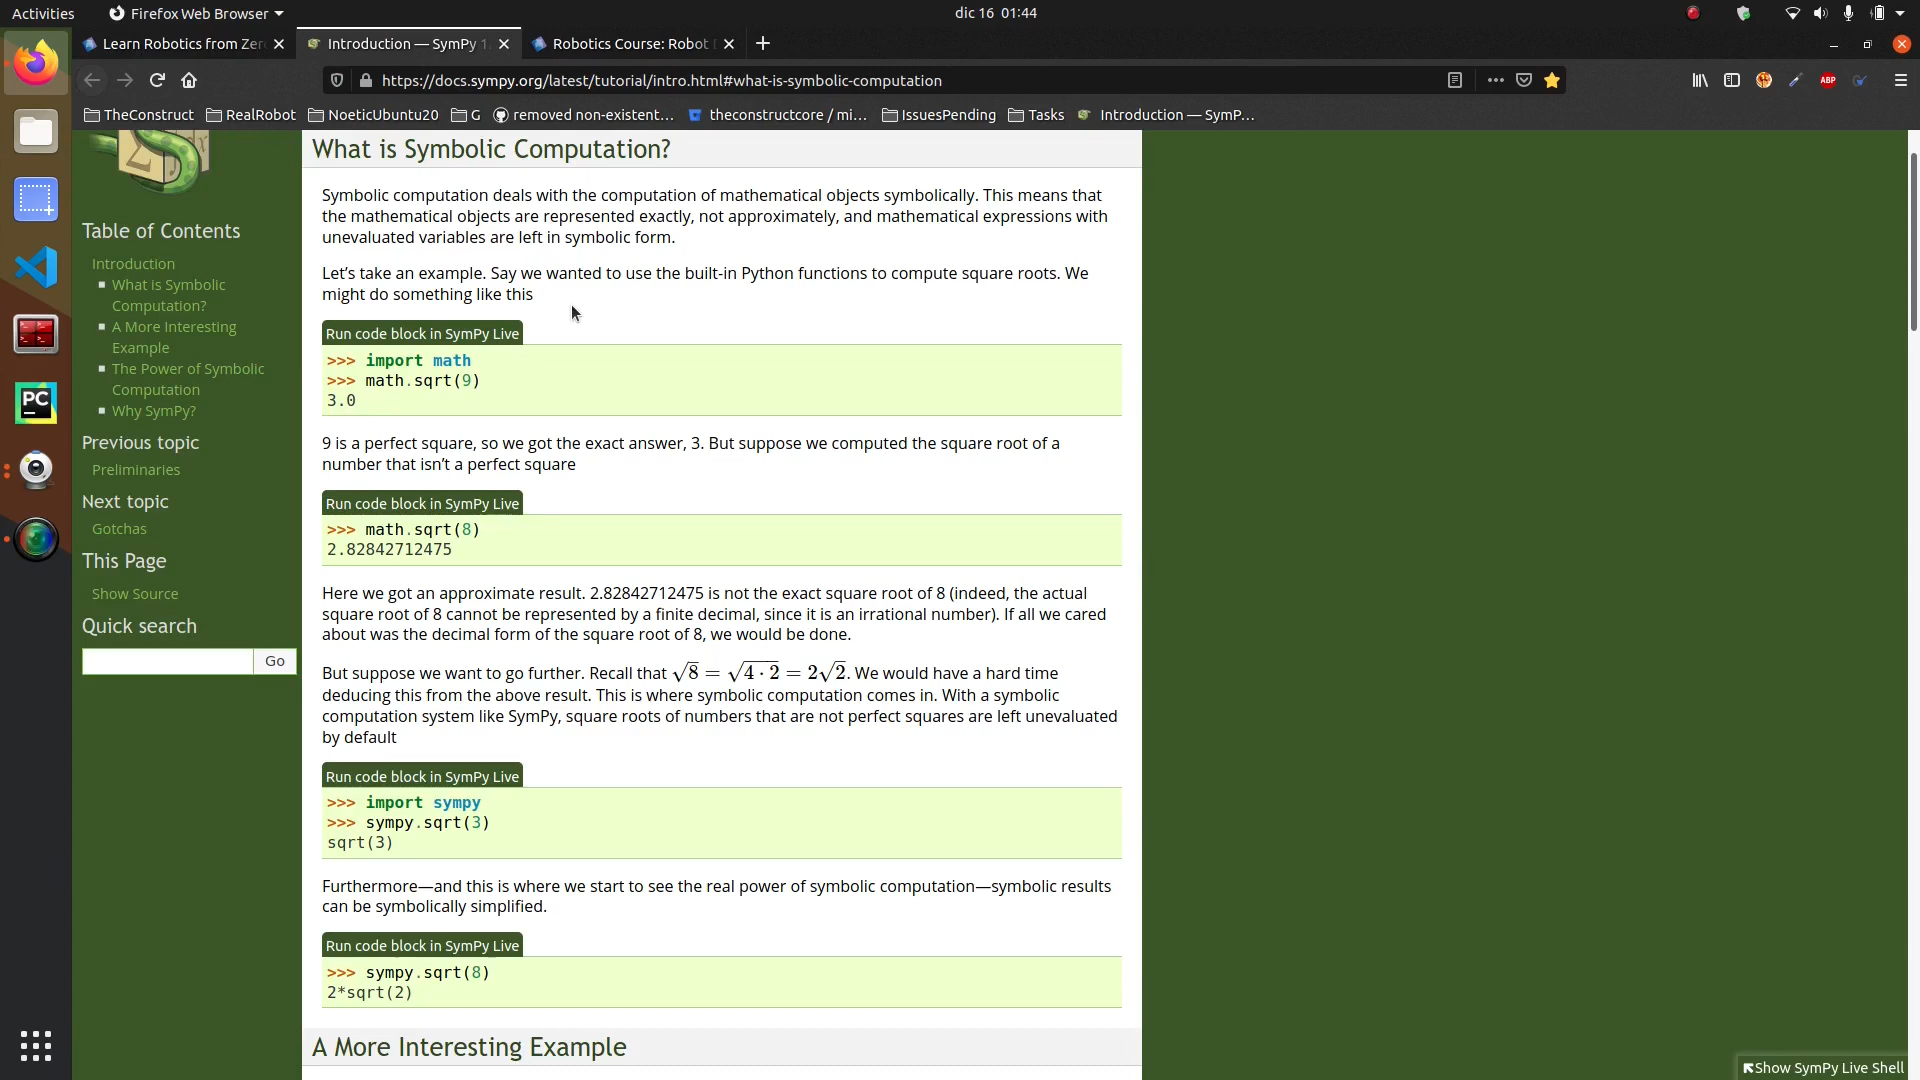 Activities
Firefox Web Browser
dic 16 01:44
Learn Robotics from Zer
Introduction — SymPy 1.
Robotics Course: Robot
https://docs.sympy.org/latest/tutorial/intro.html#what-is-symbolic-computation
ABP
TheConstruct
RealRobot
NoeticUbuntu20
G
removed non-existent…
theconstructcore / mi…
IssuesPending
Tasks
Introduction — SymP…
PC
Table of Contents
Introduction
What is Symbolic
Computation?
A More Interesting
Example
The Power of Symbolic
Computation
Why SymPy?
Previous topic
Preliminaries
Next topic
Gotchas
This Page
Show Source
Quick search
Go
What is Symbolic Computation?
Symbolic computation deals with the computation of mathematical objects symbolically. This means that
the mathematical objects are represented exactly, not approximately, and mathematical expressions with
unevaluated variables are left in symbolic form.
Let’s take an example. Say we wanted to use the built-in Python functions to compute square roots. We
might do something like this
Run code block in SymPy Live
>>> import math
>>> math.sqrt(9)
3.0
9 is a perfect square, so we got the exact answer, 3. But suppose we computed the square root of a
number that isn’t a perfect square
Run code block in SymPy Live
>>> math.sqrt(8)
2.82842712475
Here we got an approximate result. 2.82842712475 is not the exact square root of 8 (indeed, the actual
square root of 8 cannot be represented by a finite decimal, since it is an irrational number). If all we cared
about was the decimal form of the square root of 8, we would be done.
But suppose we want to go further. Recall that √8 = √4 · 2 = 2√2. We would have a hard time
deducing this from the above result. This is where symbolic computation comes in. With a symbolic
computation system like SymPy, square roots of numbers that are not perfect squares are left unevaluated
by default
Run code block in SymPy Live
>>> import sympy
>>> sympy.sqrt(3)
sqrt(3)
Furthermore—and this is where we start to see the real power of symbolic computation—symbolic results
can be symbolically simplified.
Run code block in SymPy Live
>>> sympy.sqrt(8)
2*sqrt(2)
A More Interesting Example
Show SymPy Live Shell